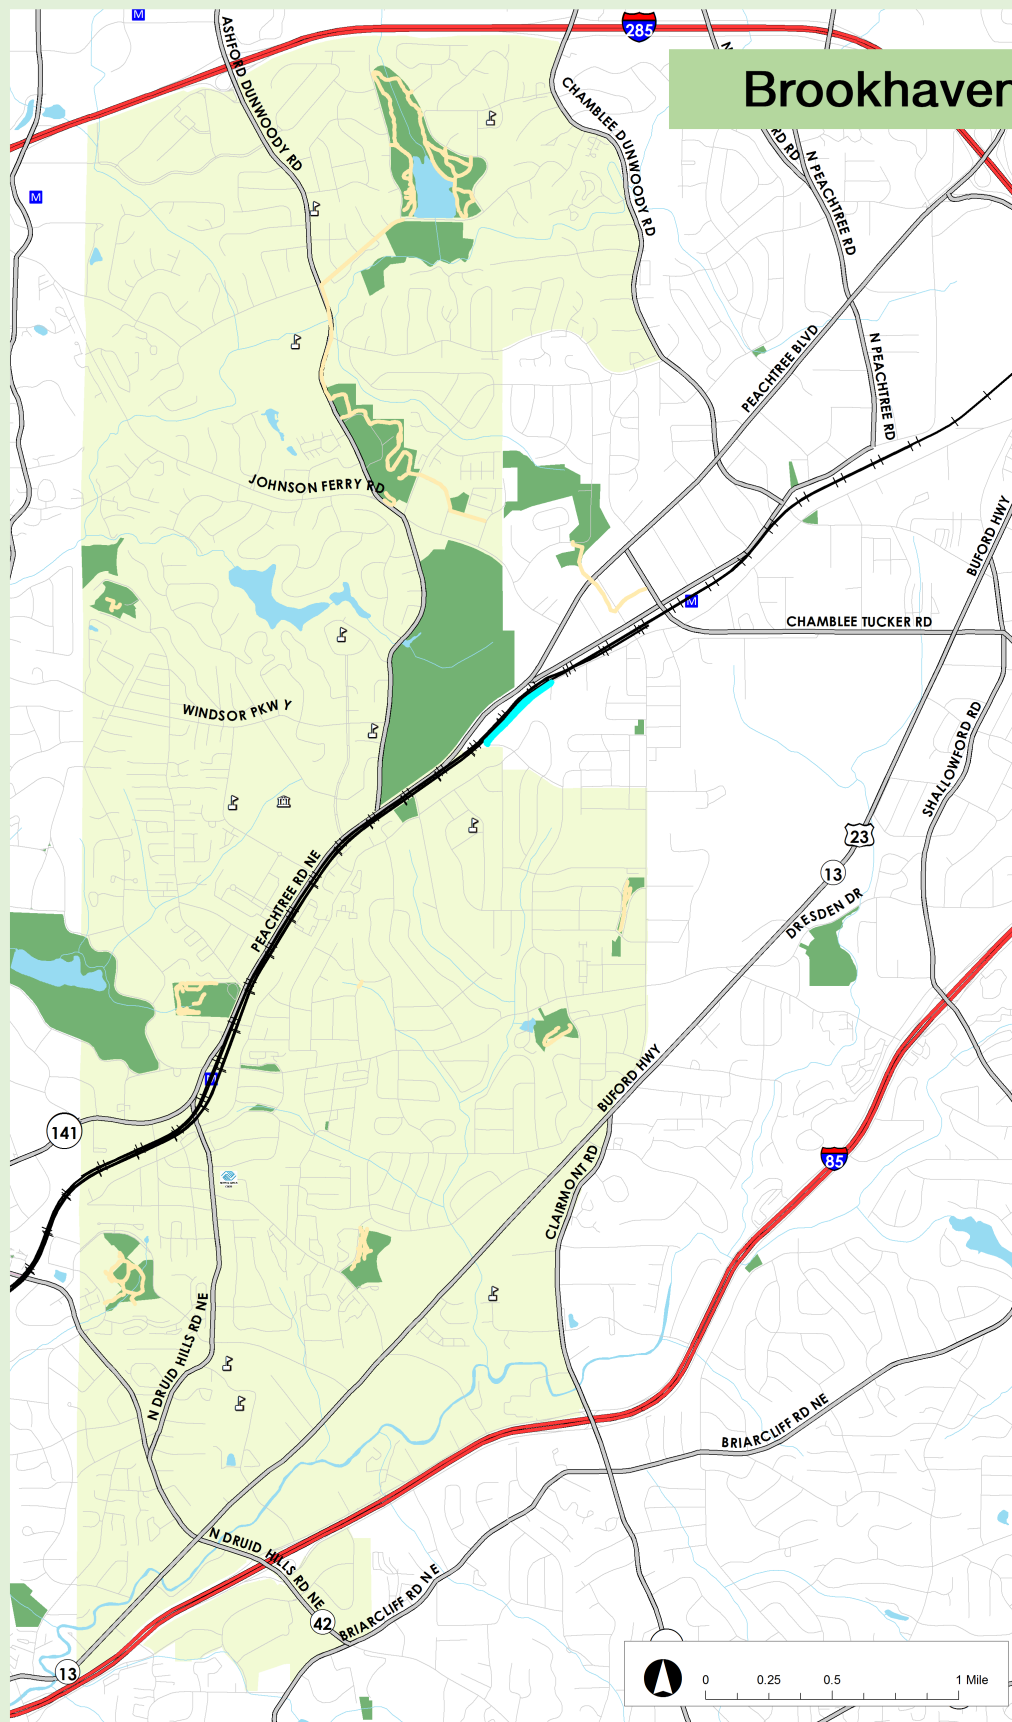 M
285
ASHFORD DUNWOODY RD
Brookhaven
CHAMBLEE DUNWOODY RD
N
RD RD
N PEACHTREE RD
M
PEACHTREE BLVD
N PEACHTREE RD
JOHNSON FERRY RD
BUFORD HWY
M
CHAMBLEE TUCKER RD
WINDSOR PKWY
SHALLOWFORD RD
23
13
PEACHTREE RD NE
DRESDEN DR
M
BUFORD HWY
141
85
CLAIRMONT RD
N DRUID HILLS RD NE
BRIARCLIFF RD NE
N DRUID HILLS RD NE
42
BRIARCLIFF RD NE
13
0 0.25 0.5 1 Mile